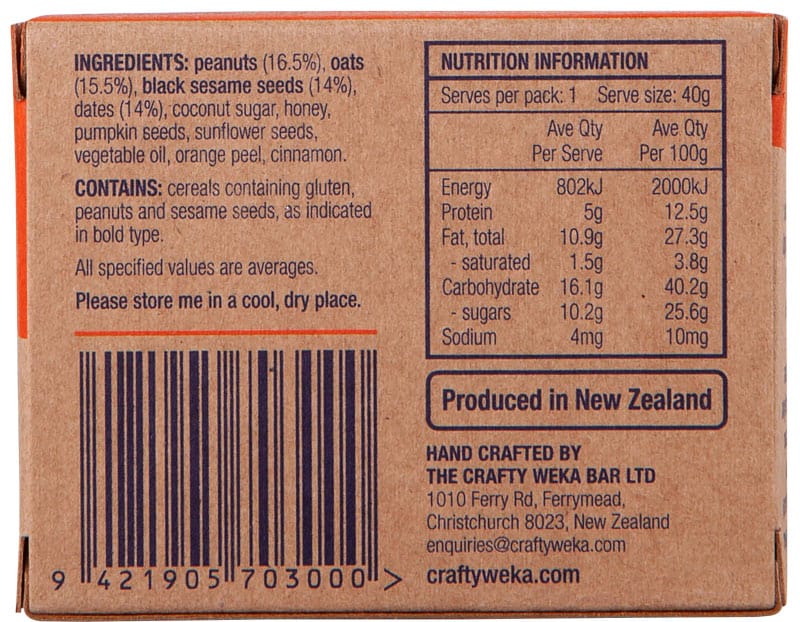 INGREDIENTS: peanuts (16.5%), oats
(15.5%), black sesame seeds (14%),
dates (14%), coconut sugar, honey,
pumpkin seeds, sunflower seeds,
vegetable oil, orange peel, cinnamon.
CONTAINS: cereals containing gluten,
peanuts and sesame seeds, as indicated
in bold type.
All specified values are averages.
Please store me in a cool, dry place.
9 421905 703000 >
NUTRITION INFORMATION
Serves per pack: 1 Serve size: 40g
Ave Qty Ave Qty
Per Serve Per 100g
Energy 802kJ 2000kJ
Protein 5g 12.5g
Fat, total 10.9g 27.3g
- saturated 1.5g 3.8g
Carbohydrate 16.1g 40.2g
- sugars 10.2g 25.6g
Sodium 4mg 10mg
Produced in New Zealand
HAND CRAFTED BY
THE CRAFTY WEKA BAR LTD
1010 Ferry Rd, Ferrymead,
Christchurch 8023, New Zealand
enquiries@craftyweka.com
craftyweka.com